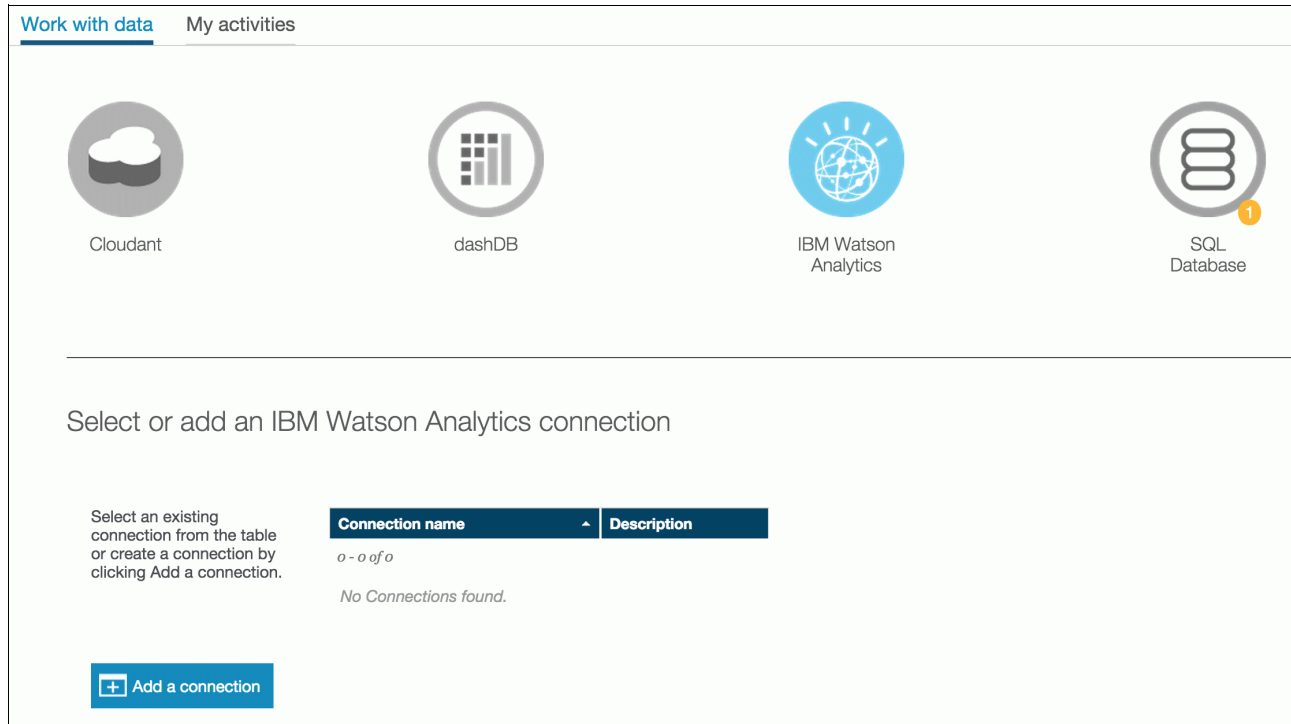 Work with data My activities
Cloudant
dashDB
IBM Watson
Analytics
1
SQL
Database
Select or add an IBM Watson Analytics connection
Select an existing
connection from the table
or create a connection by
clicking Add a connection.
Connection name Description
0 - 0 of 0
No Connections found.
Add a connection